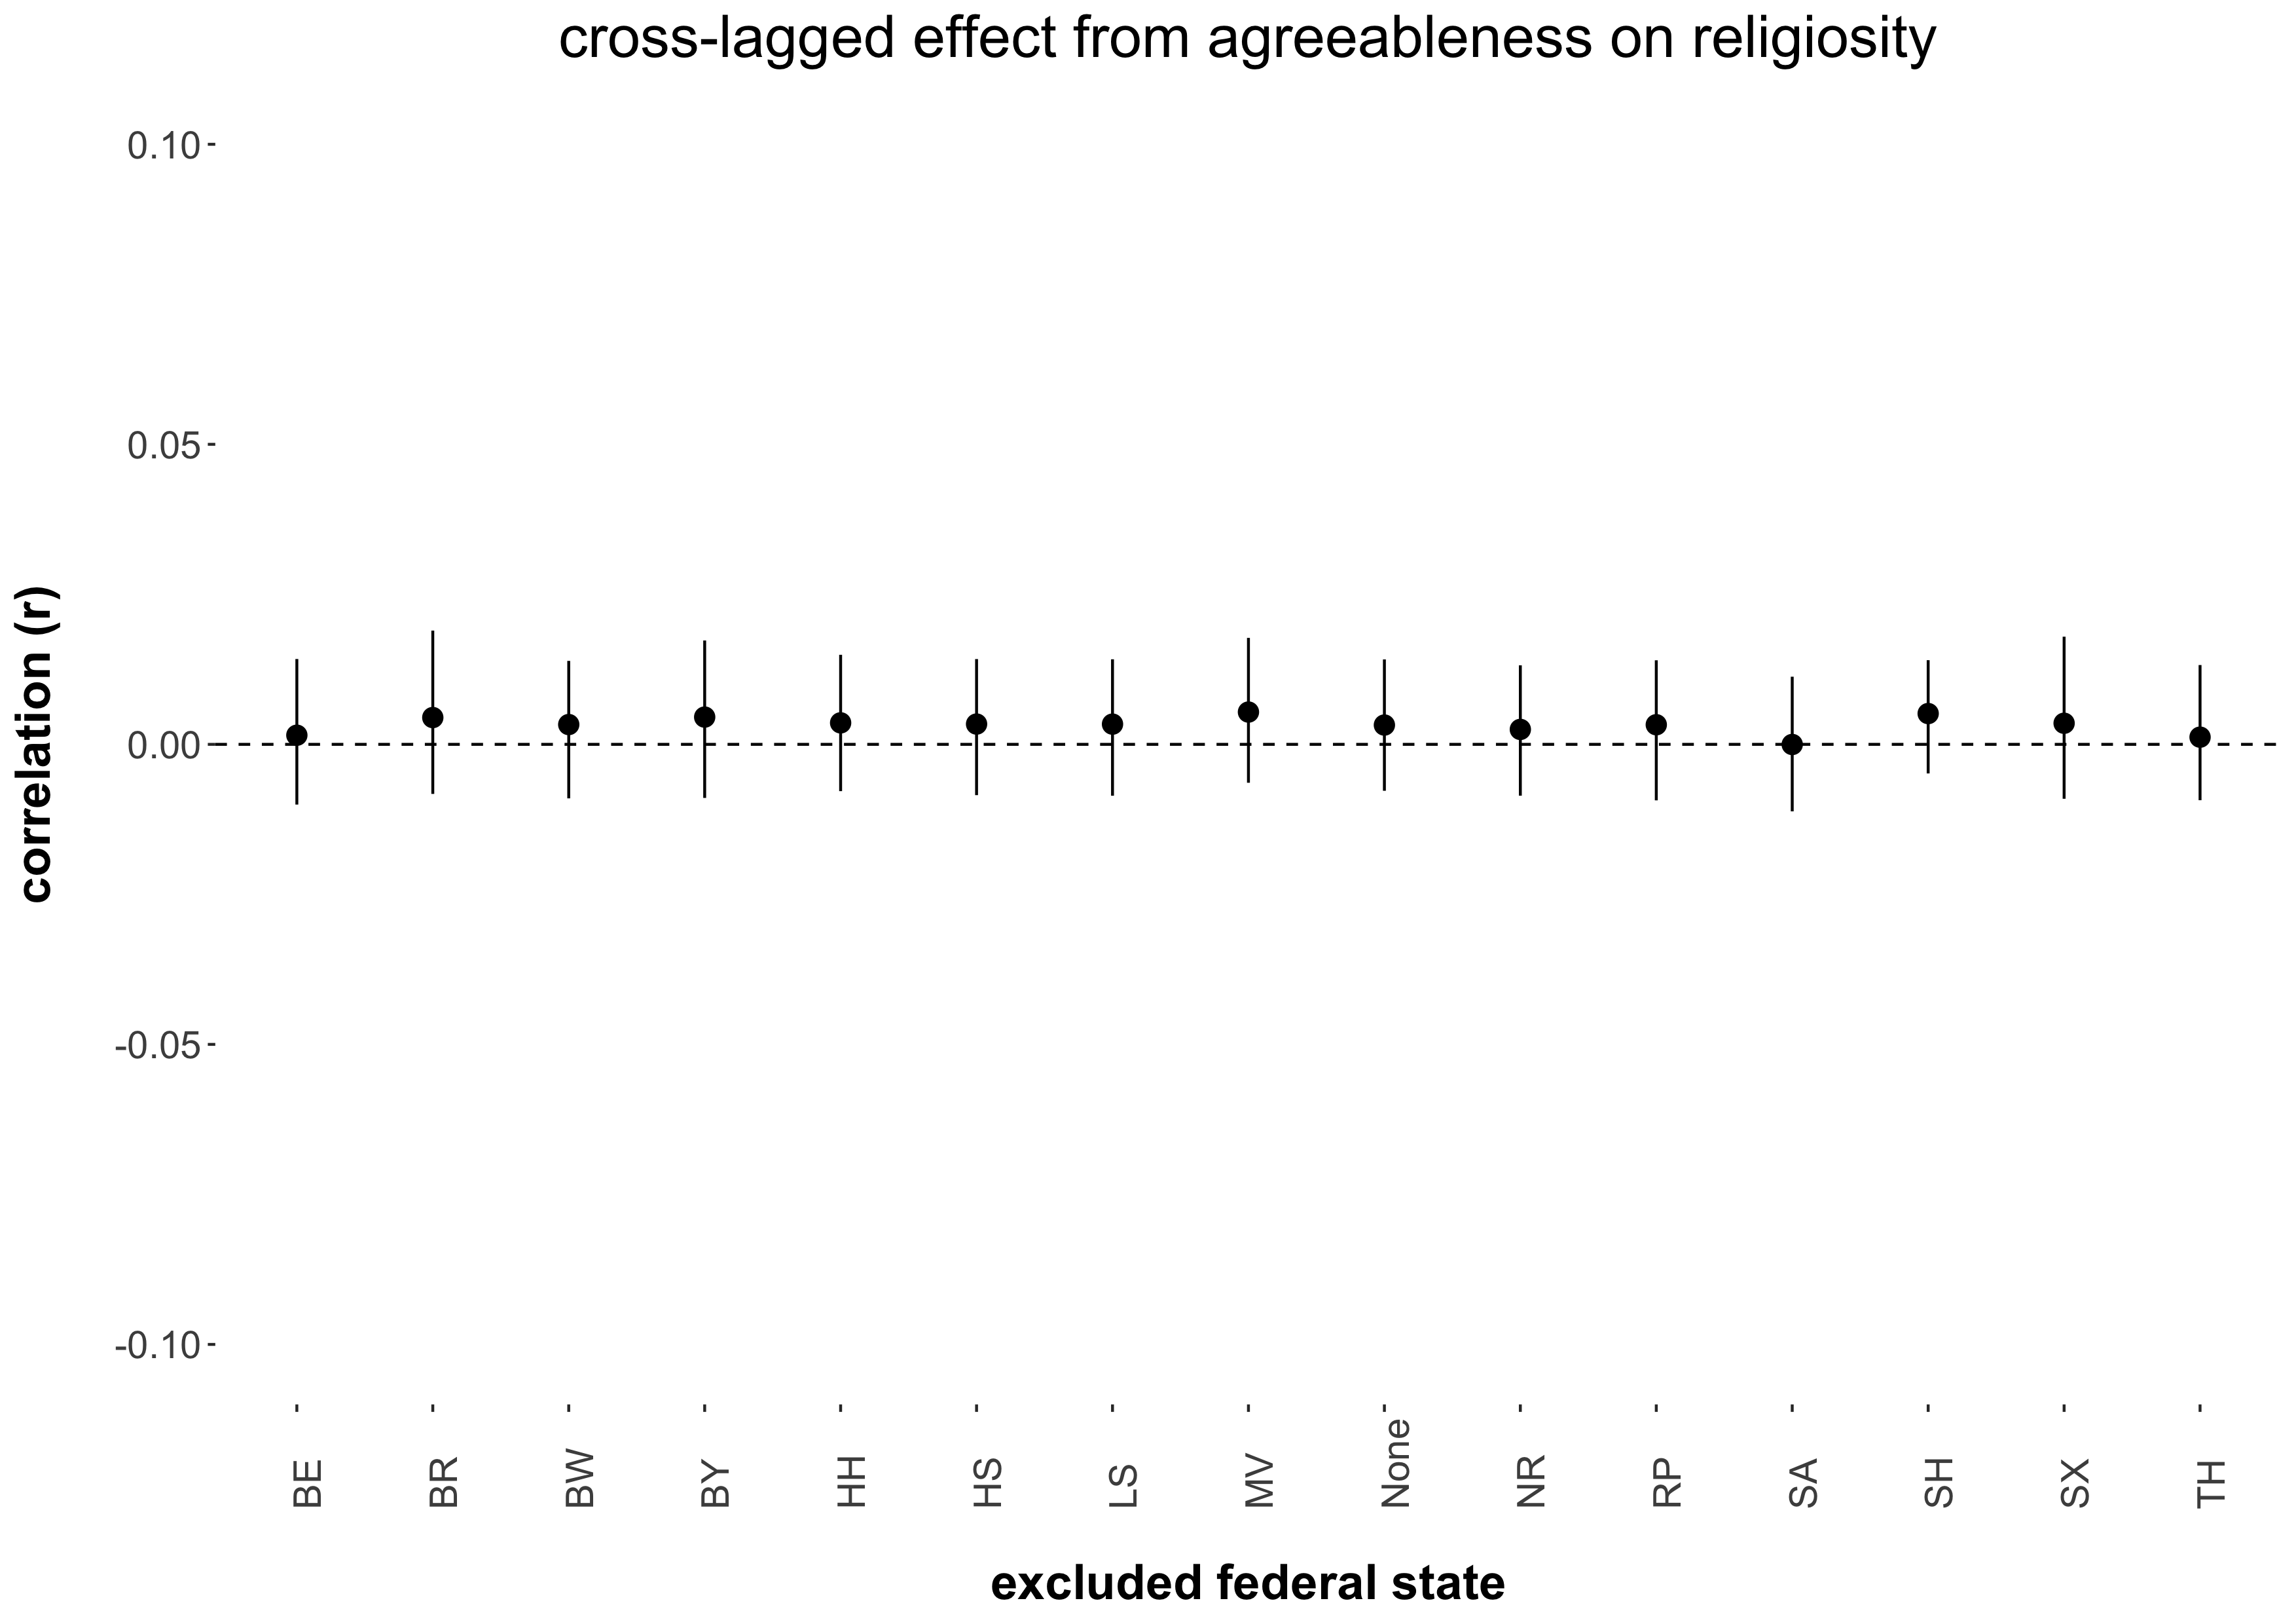 cross-lagged effect from agreeableness on religiosity
correlation (r)
0.10
0.05
0.00
-0.05
-0.10
BE BR BW BY HH HS LS MV None NR RP SA SH SX TH
excluded federal state